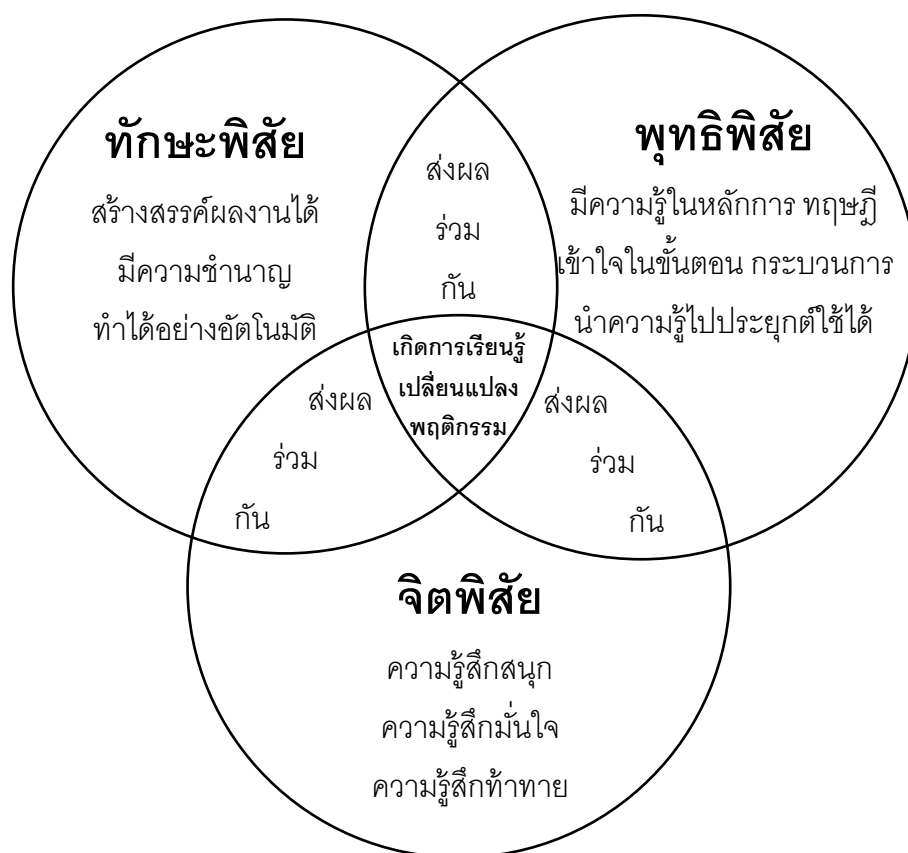 ทักษะพิสัย
สร้างสรรค์ผลงานได้
มีความชำนาญ
ทำได้อย่างอัตโนมัติ
ส่งผล
ร่วม
กัน
พุทธิพิสัย
มีความรู้ในหลักการ ทฤษฎี
เข้าใจในขั้นตอน กระบวนการ
นำความรู้ไปประยุกต์ใช้ได้
เกิดการเรียนรู้
เปลี่ยนแปลง
พฤติกรรม
ส่งผล
ร่วม
กัน
ส่งผล
ร่วม
กัน
จิตพิสัย
ความรู้สึกสนุก
ความรู้สึกมั่นใจ
ความรู้สึกท้าทาย